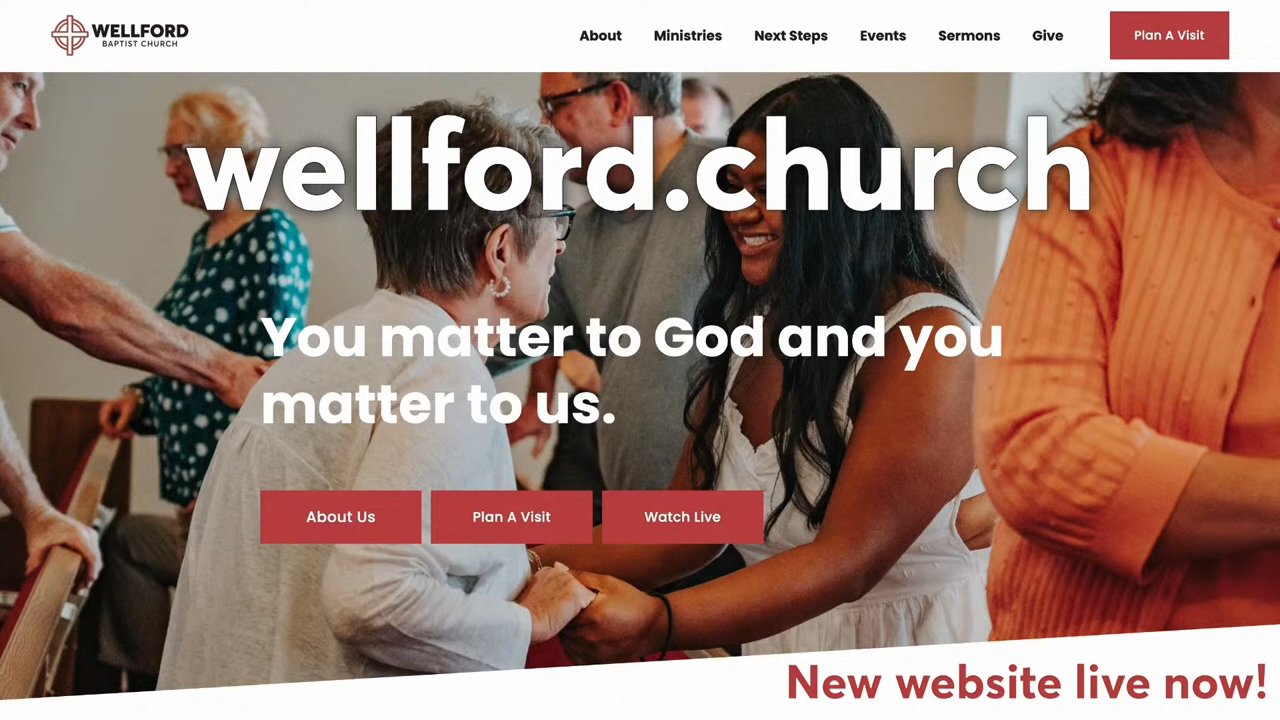 WELLFORD
BAPTIST CHURCH
About
Ministries
Next Steps
Events
Sermons
Give
Plan A Visit
wellford.church
You matter to God and you
matter to us.
About Us
Plan A Visit
Watch Live
New website live now!